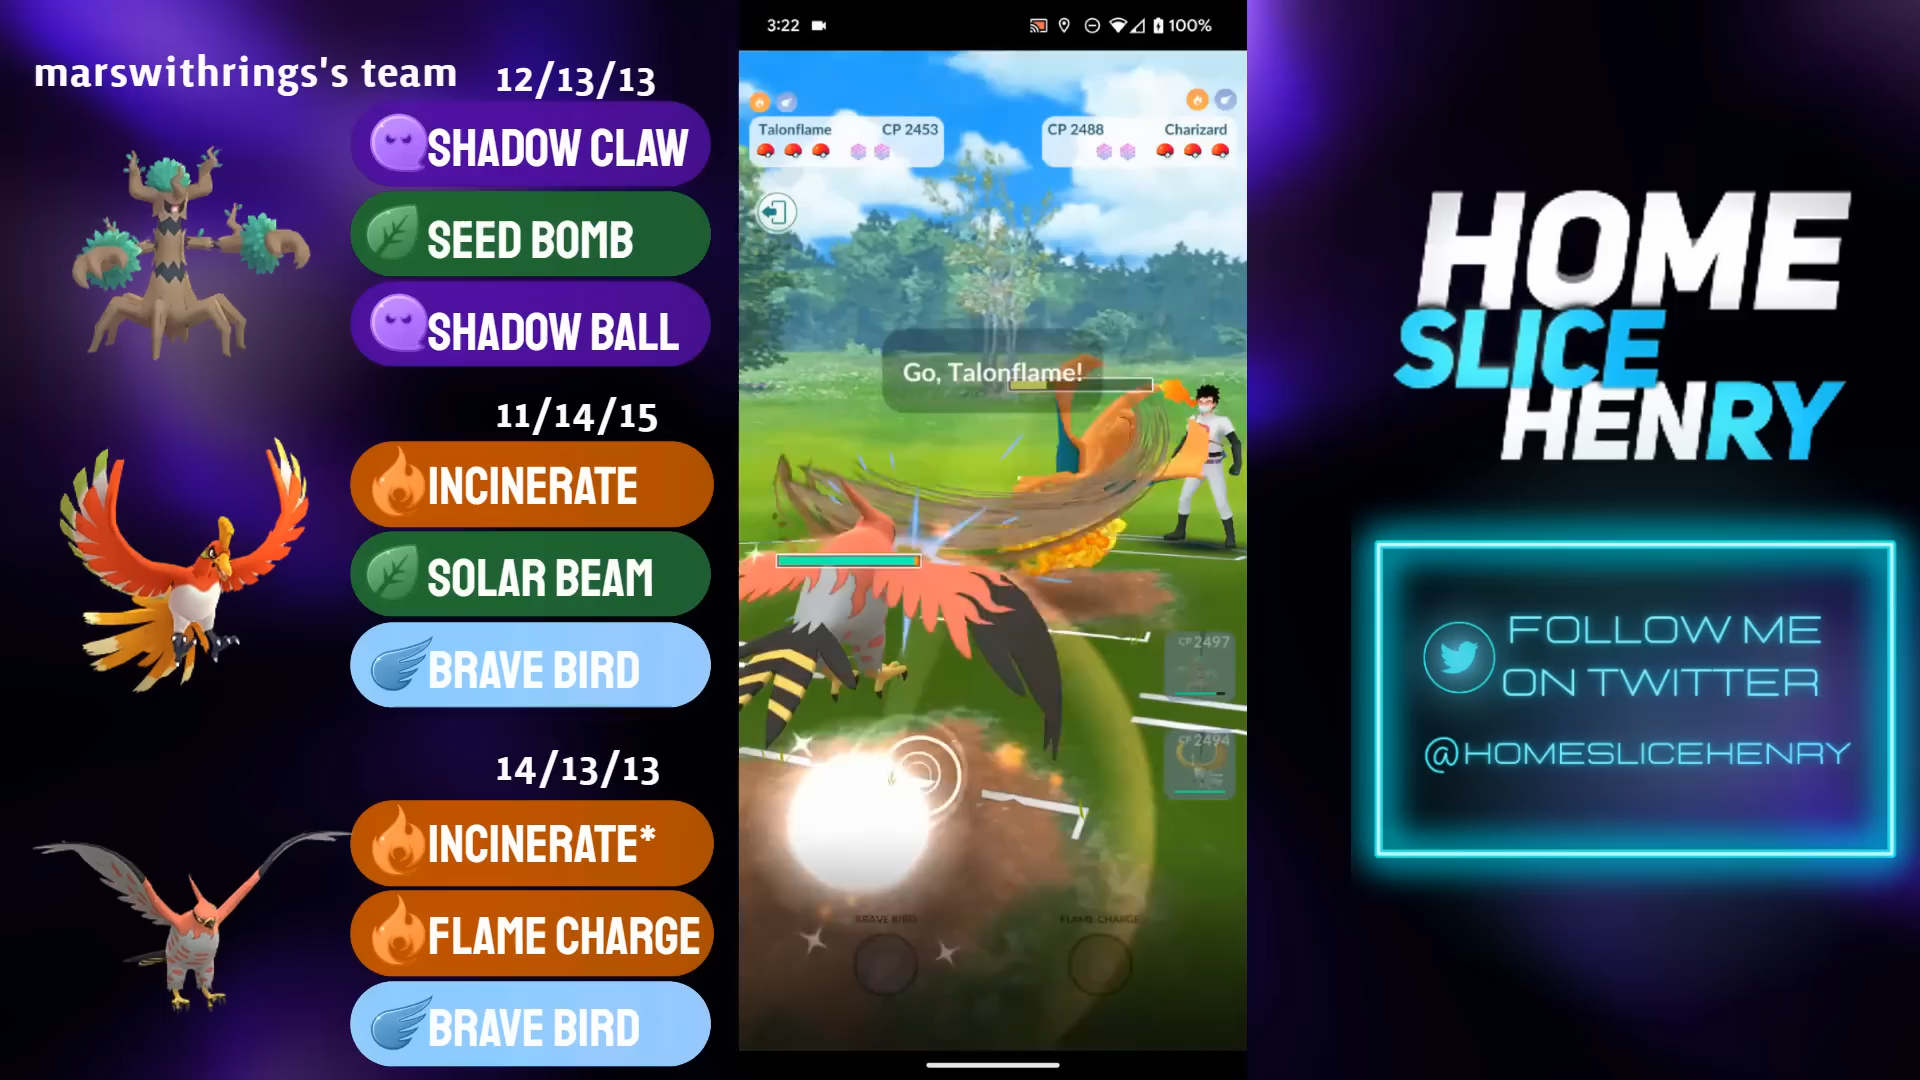 marswithrings's team
12/13/13
SHADOW CLAW
SEED BOMB
SHADOW BALL
11/14/15
INCINERATE
SOLAR BEAM
BRAVE BIRD
14/13/13
INCINERATE*
FLAME CHARGE
BRAVE BIRD
3:22
100%
Talonflame CP 2453
CP 2488 Charizard
Go, Talonflame!
CP 2497
CP 2494
BRAVE BIRD
FLAME CHARGE
HOME
SLICE
HENRY
FOLLOW ME
ON TWITTER
@HOMESLICEHENRY